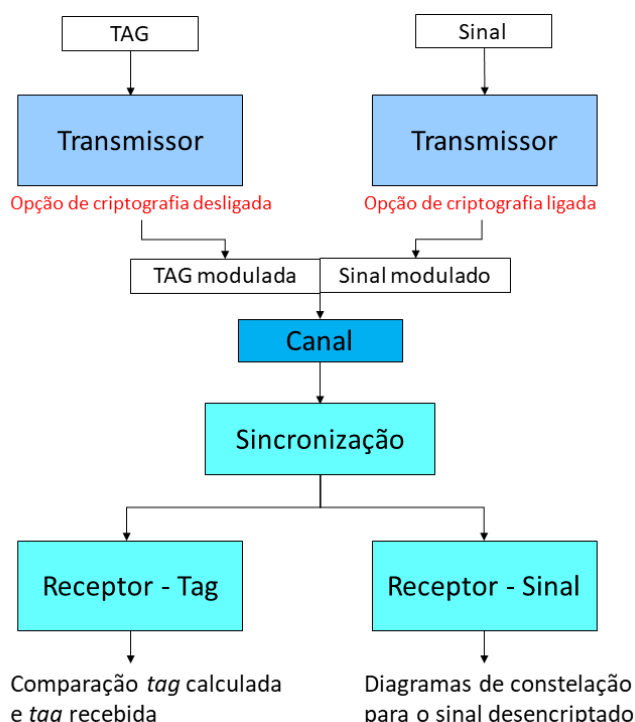 TAG
Sinal
Transmissor
Transmissor
Opção de criptografia desligada
Opção de criptografia ligada
TAG modulada
Sinal modulado
Canal
Sincronização
Receptor - Tag
Receptor - Sinal
Comparação tag calculada
e tag recebida
Diagramas de constelação
para o sinal desencriptado